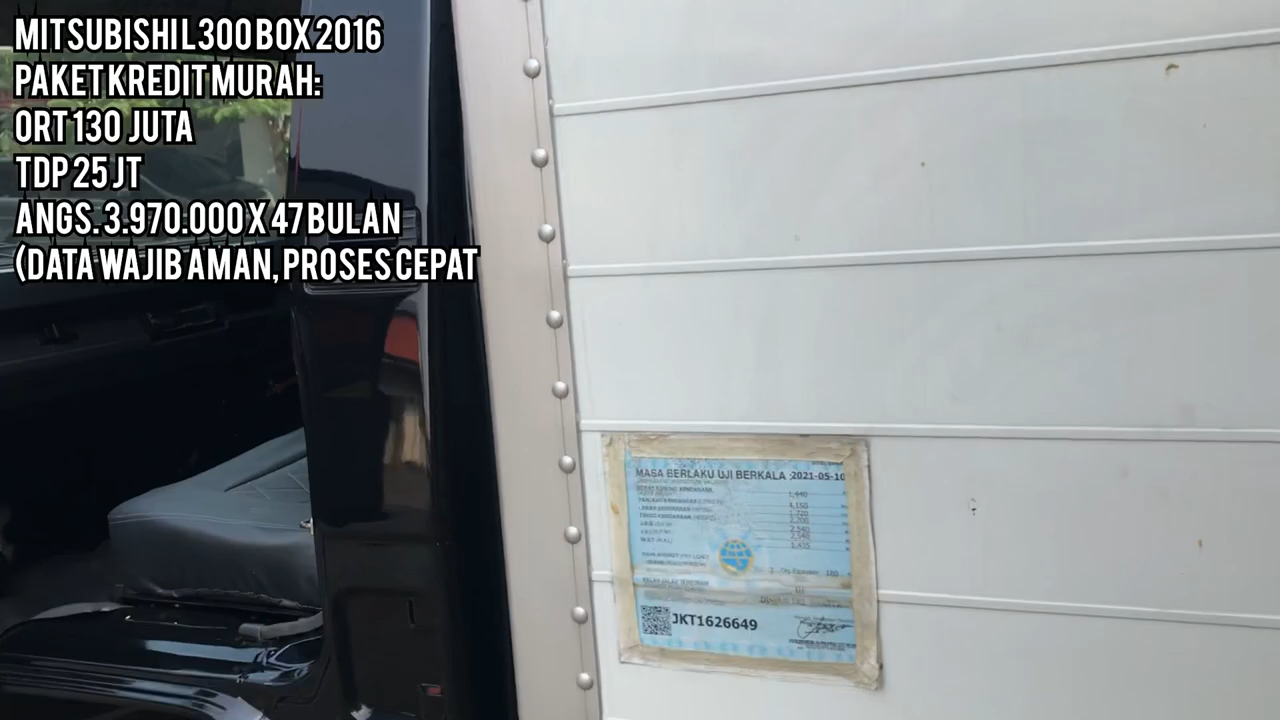 MITSUBISHI L300 BOX 2016
PAKET KREDIT MURAH:
ORT 130 JUTA
TDP 25 JT
ANGS. 3.970.000 X 47 BULAN
(DATA WAJIB AMAN, PROSES CEPAT
MASA BERLAKU UJI BERKALA :2021-05-10
1,440
4,150
1,720
2,200
2,540
2,540
1,435
JKT1626649